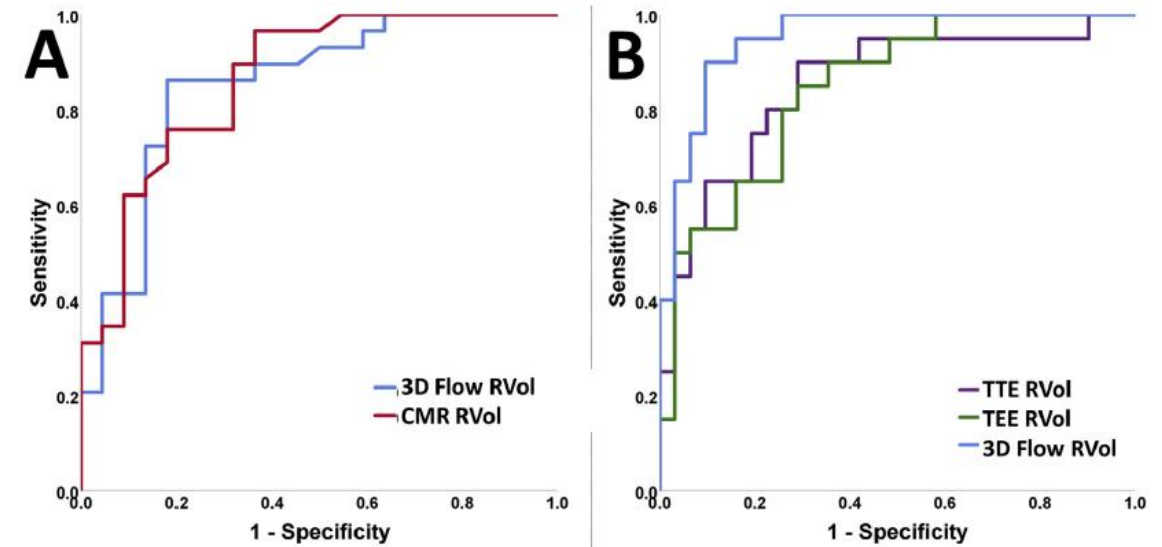 A
1.0
0.8
0.6
0.4
0.2
0.0
Sensitivity
0.0 0.2 0.4 0.6 0.8 1.0
1 - Specificity
3D Flow RVol
CMR RVol
B
1.0
0.8
0.6
0.4
0.2
0.0
Sensitivity
0.0 0.2 0.4 0.6 0.8 1.0
1 - Specificity
TTE RVol
TEE RVol
3D Flow RVol